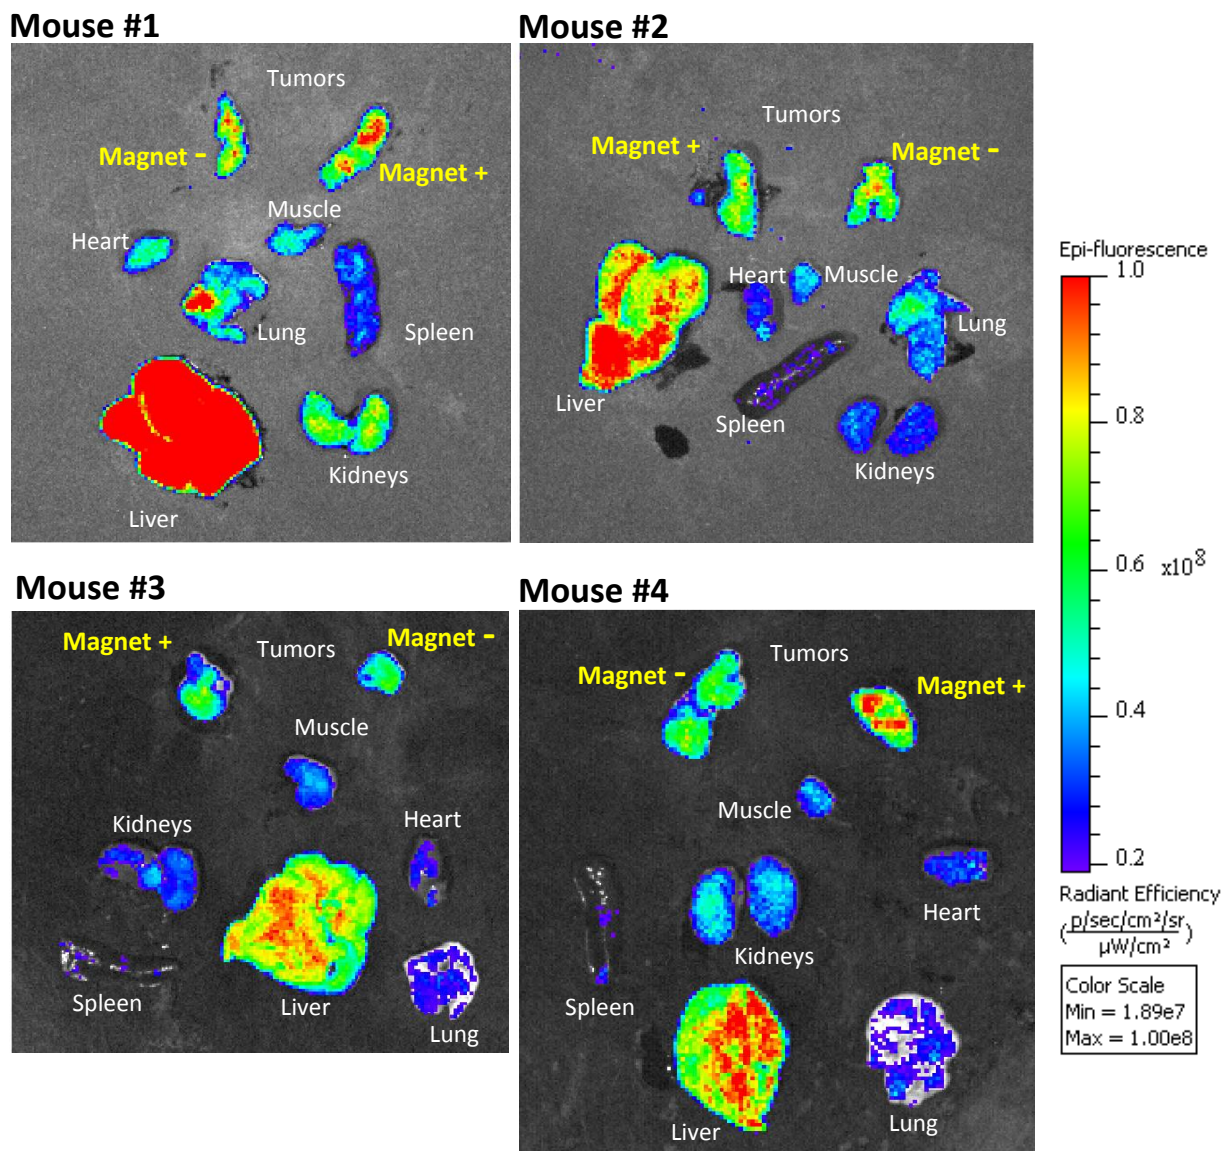 Mouse #1
Tumors
Magnet -
Magnet +
Muscle
Heart
Lung
Spleen
Kidneys
Liver
Mouse #2
Tumors
Magnet +
Magnet -
Heart
Muscle
Lung
Liver
Spleen
Kidneys
Mouse #3
Magnet +
Tumors
Magnet -
Muscle
Kidneys
Heart
Spleen
Liver
Lung
Mouse #4
Magnet -
Tumors
Magnet +
Muscle
Heart
Kidneys
Spleen
Liver
Lung
Epi-fluorescence
1.0
0.8
0.6
x10⁸
0.4
0.2
Radiant Efficiency
(p/sec/cm²/sr
µW/cm²)
Color Scale
Min = 1.89e7
Max = 1.00e8